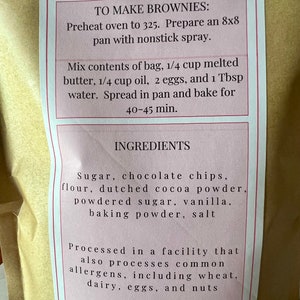 TO MAKE BROWNIES:
Preheat oven to 325. Prepare an 8x8
pan with nonstick spray.
Mix contents of bag, 1/4 cup melted
butter, 1/4 cup oil, 2 eggs, and 1 Tbsp
water. Spread in pan and bake for
40-45 min.
INGREDIENTS
Sugar, chocolate chips,
flour, dutched cocoa powder,
powdered sugar, vanilla,
baking powder, salt
Processed in a facility that
also processes common
allergens, including wheat,
dairy, eggs, and nuts